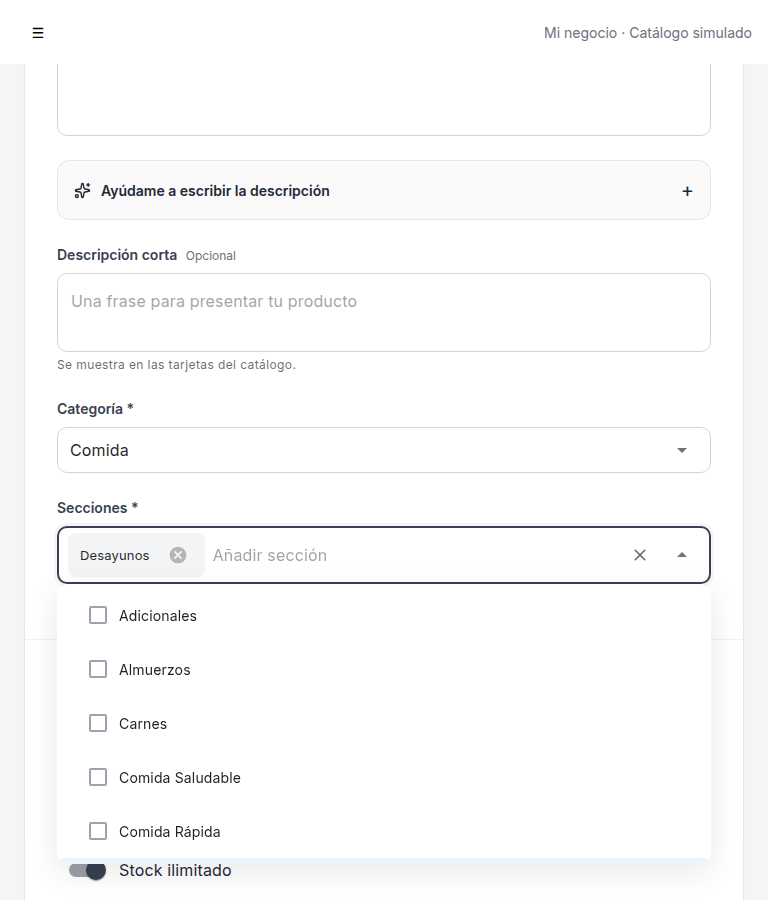 Mi negocio · Catálogo simulado
Ayúdame a escribir la descripción
Descripción corta Opcional
Una frase para presentar tu producto
Se muestra en las tarjetas del catálogo.
Categoría *
Comida
Secciones *
Desayunos Añadir sección
Adicionales
Almuerzos
Carnes
Comida Saludable
Comida Rápida
Stock ilimitado